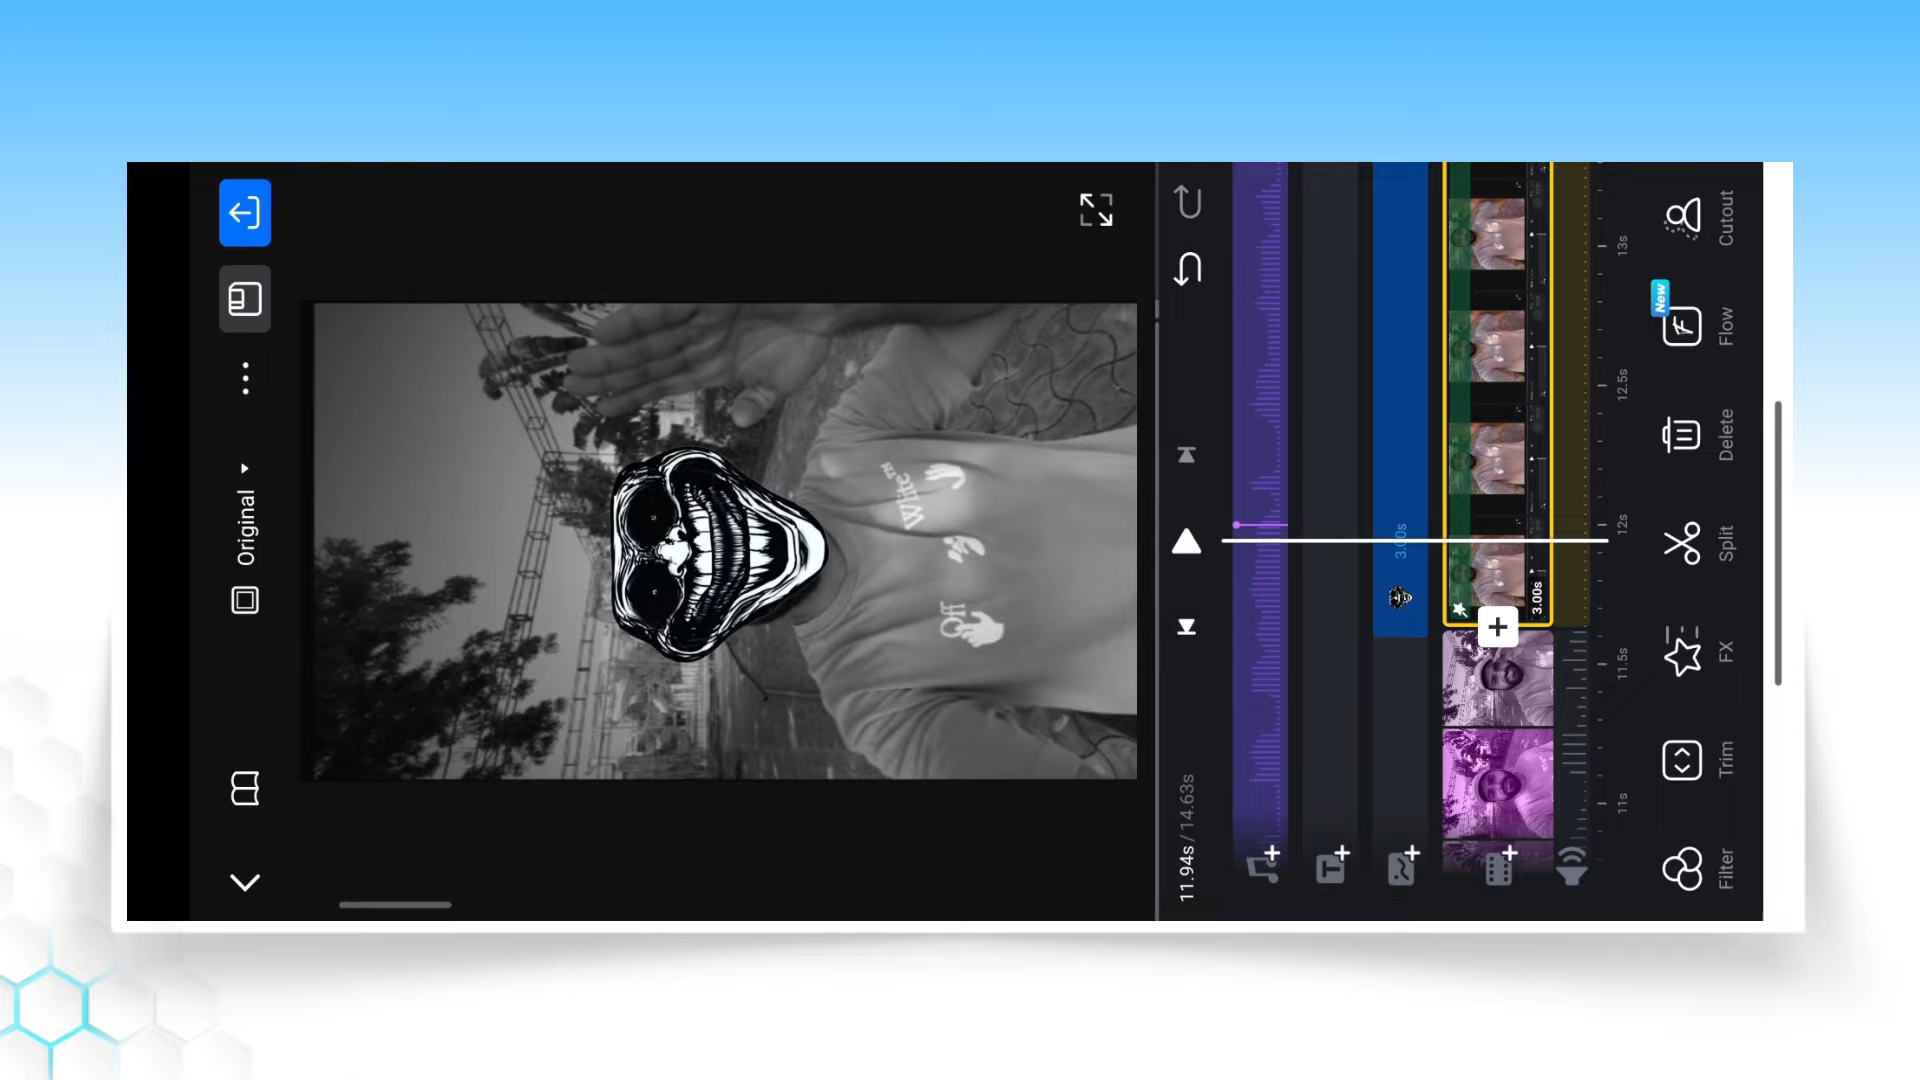 Original
11.94s / 14.63s
White™
Off
3.00s
3.00s
11s
11.5s
12s
12.5s
13s
Filter
Trim
FX
Split
Delete
Flow
New
Cutout